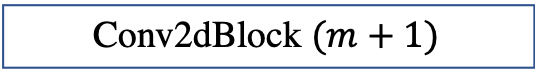 Conv2dBlock (m + 1)